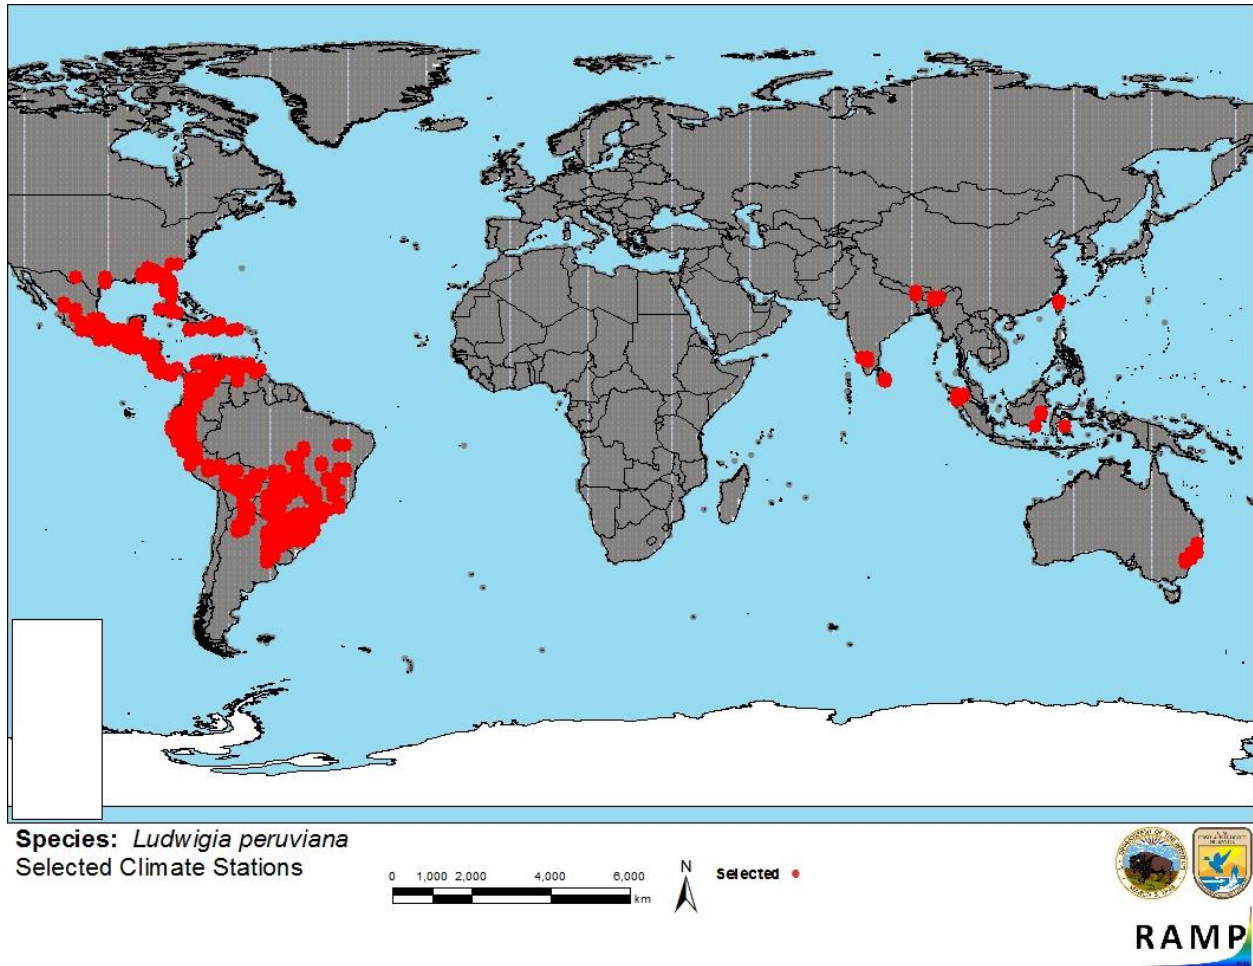 Species: Ludwigia peruviana
Selected Climate Stations
0 1,000 2,000 4,000 6,000
km
N
Selected
RAMP